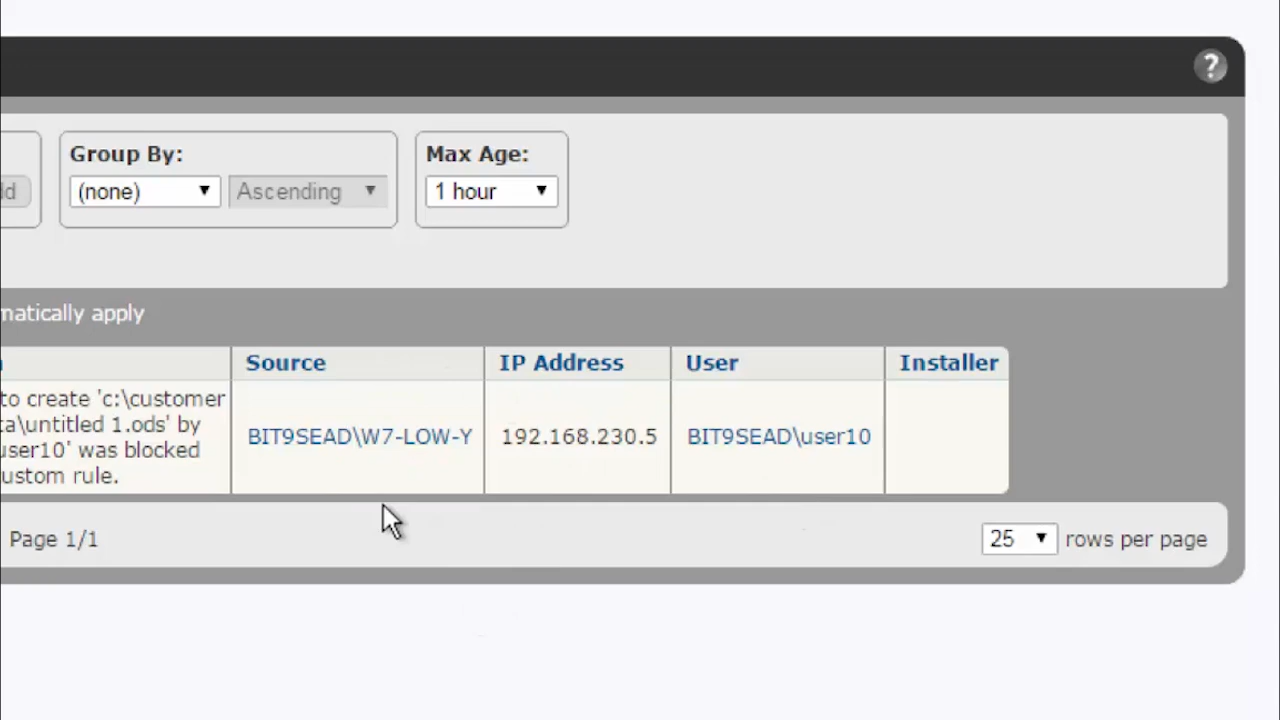 ?
Group By:
Max Age:
(none)
Ascending
1 hour
matically apply
Source
IP Address
User
Installer
to create 'c:\customer
ta\untitled 1.ods' by
user10' was blocked
ustom rule.
BIT9SEAD\W7-LOW-Y
192.168.230.5
BIT9SEAD\user10
Page 1/1
25
rows per page